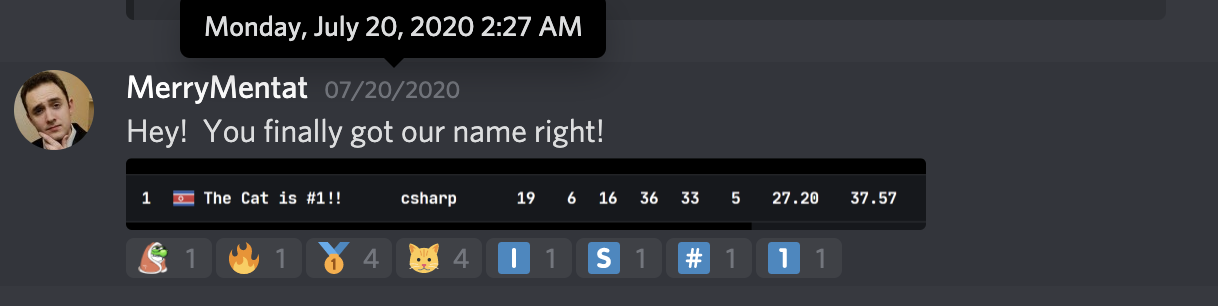 Monday, July 20, 2020 2:27 AM
MerryMentat 07/20/2020
Hey! You finally got our name right!
1 The Cat is #1!! csharp 19 6 16 36 33 5 27.20 37.57
1 1 1 4 4 I 1 S 1 # 1 1 1